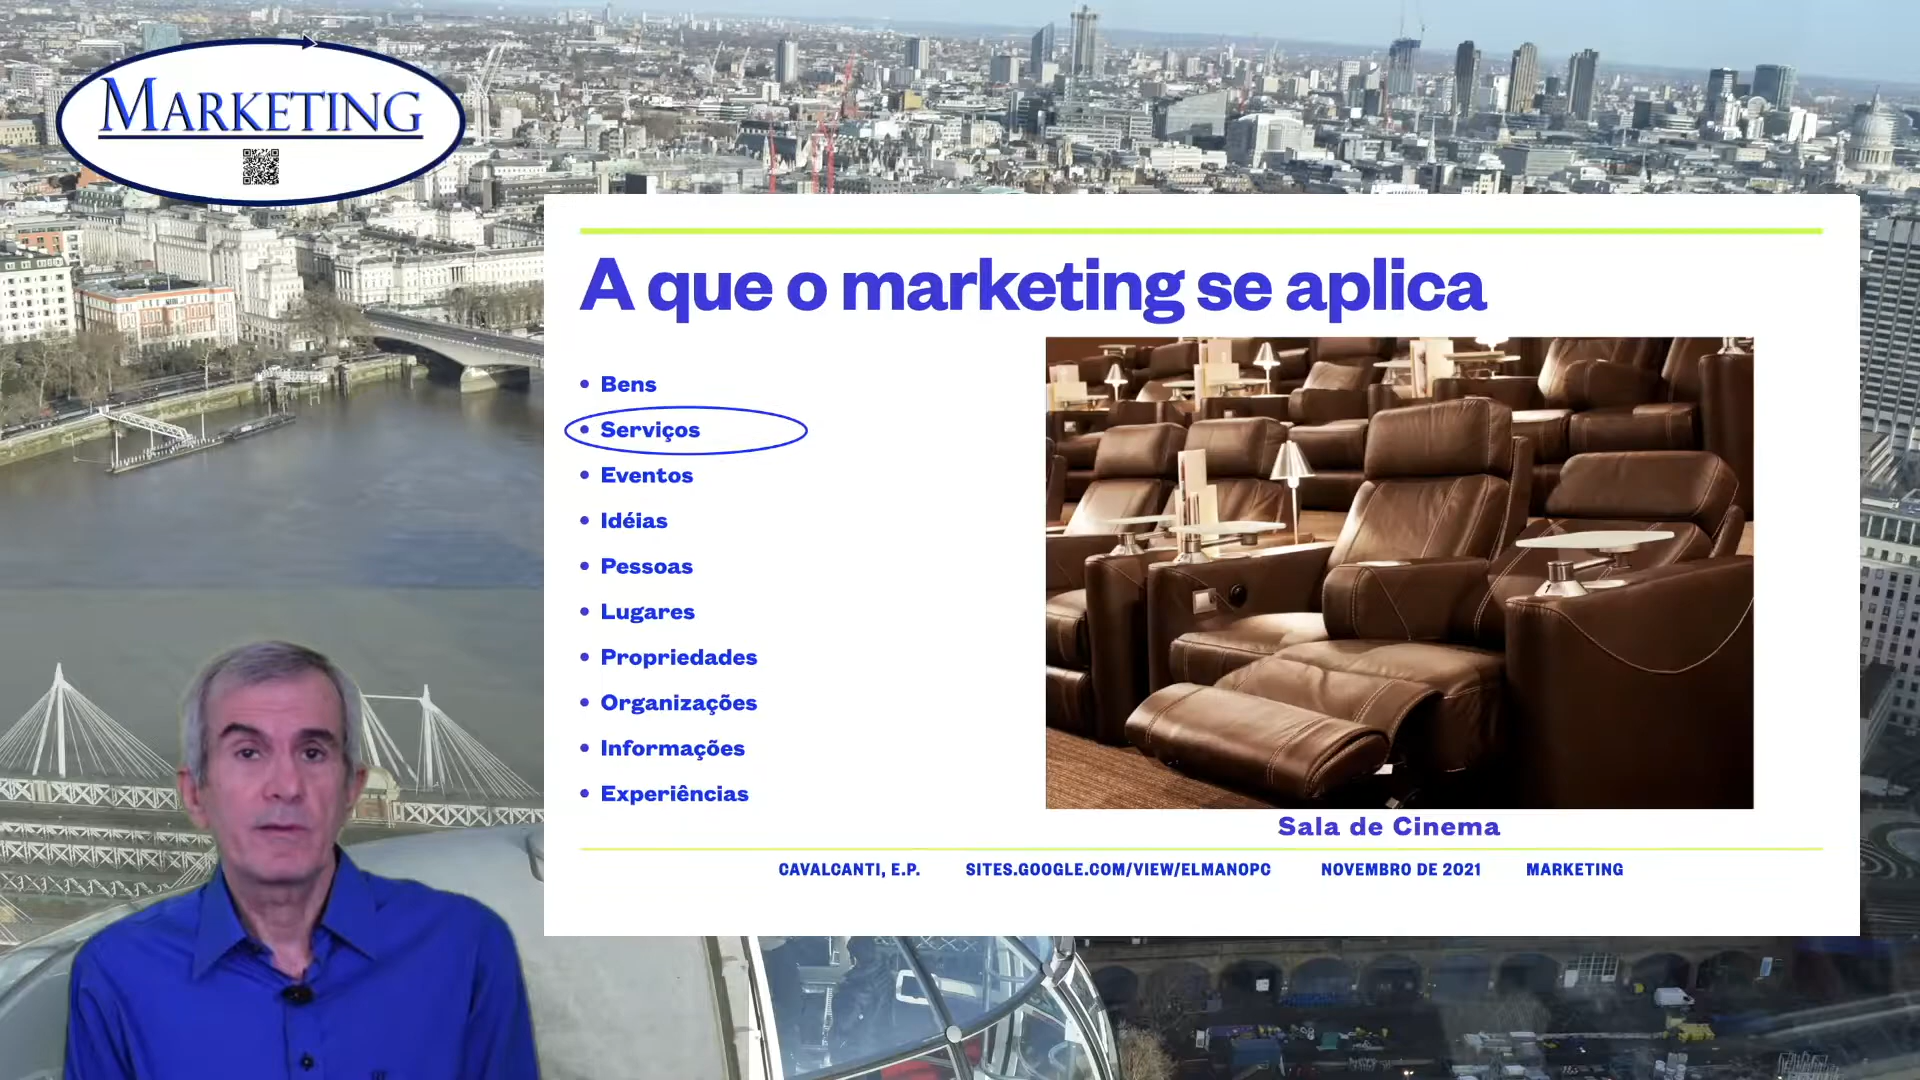 MARKETING
A que o marketing se aplica
• Bens
• Serviços
• Eventos
• Idéias
• Pessoas
• Lugares
• Propriedades
• Organizações
• Informações
• Experiências
Sala de Cinema
CAVALCANTI, E.P. SITES.GOOGLE.COM/VIEW/ELMANOPC NOVEMBRO DE 2021 MARKETING